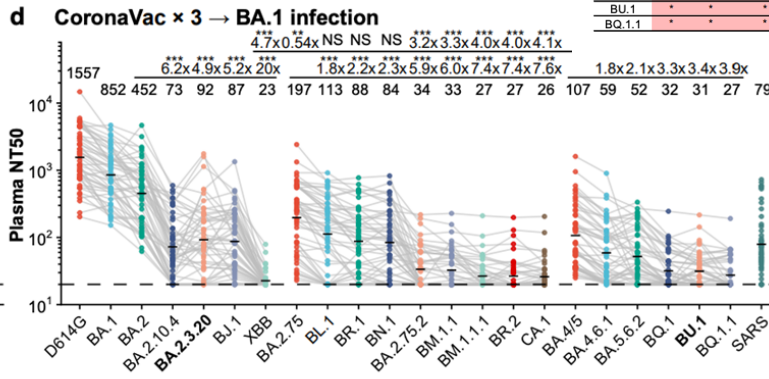 d CoronaVac × 3 → BA.1 infection
BU.1 * * *
BQ.1.1 * * *
*** ** *** *** *** *** ***
4.7x 0.54x NS NS NS 3.2x 3.3x 4.0x 4.0x 4.1x
*** *** *** *** *** *** *** *** *** *** *** ***
6.2x 4.9x 5.2x 20x 1.8x 2.2x 2.3x 5.9x 6.0x 7.4x 7.4x 7.6x 1.8x 2.1x 3.3x 3.4x 3.9x
1557 852 452 73 92 87 23 197 113 88 84 34 33 27 27 26 107 59 52 32 31 27 79
Plasma NT50
10⁴
10³
10²
10¹
D614G BA.1 BA.2 BA.2.10.4 BA.2.3.20 BJ.1 XBB BA.2.75 BL.1 BR.1 BN.1 BA.2.75.2 BM.1.1 BM.1.1.1 BR.2 CA.1 BA.4/5 BA.4.6.1 BA.5.6.2 BQ.1 BU.1 BQ.1.1 SARS